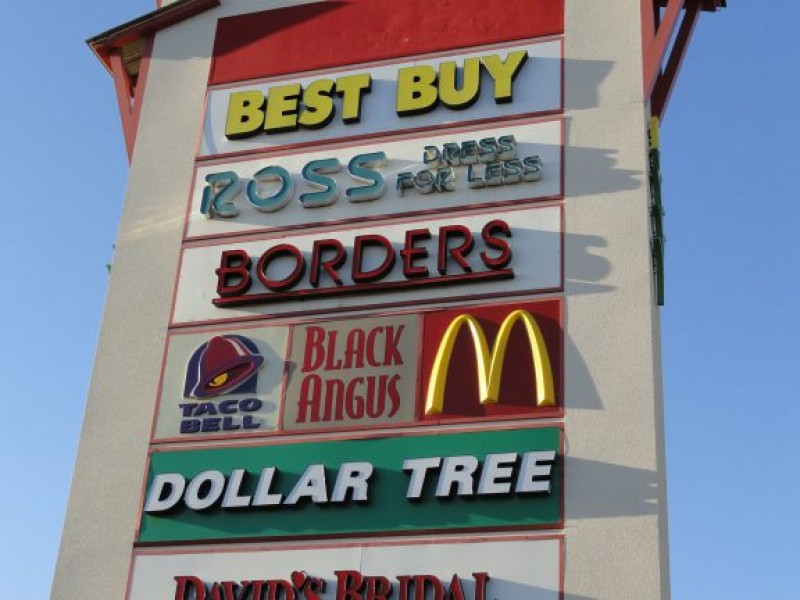 BEST BUY
ROSS DRESS
FOR LESS
BORDERS
TACO
BELL
BLACK
ANGUS
DOLLAR TREE
DAVID'S BRIDAL